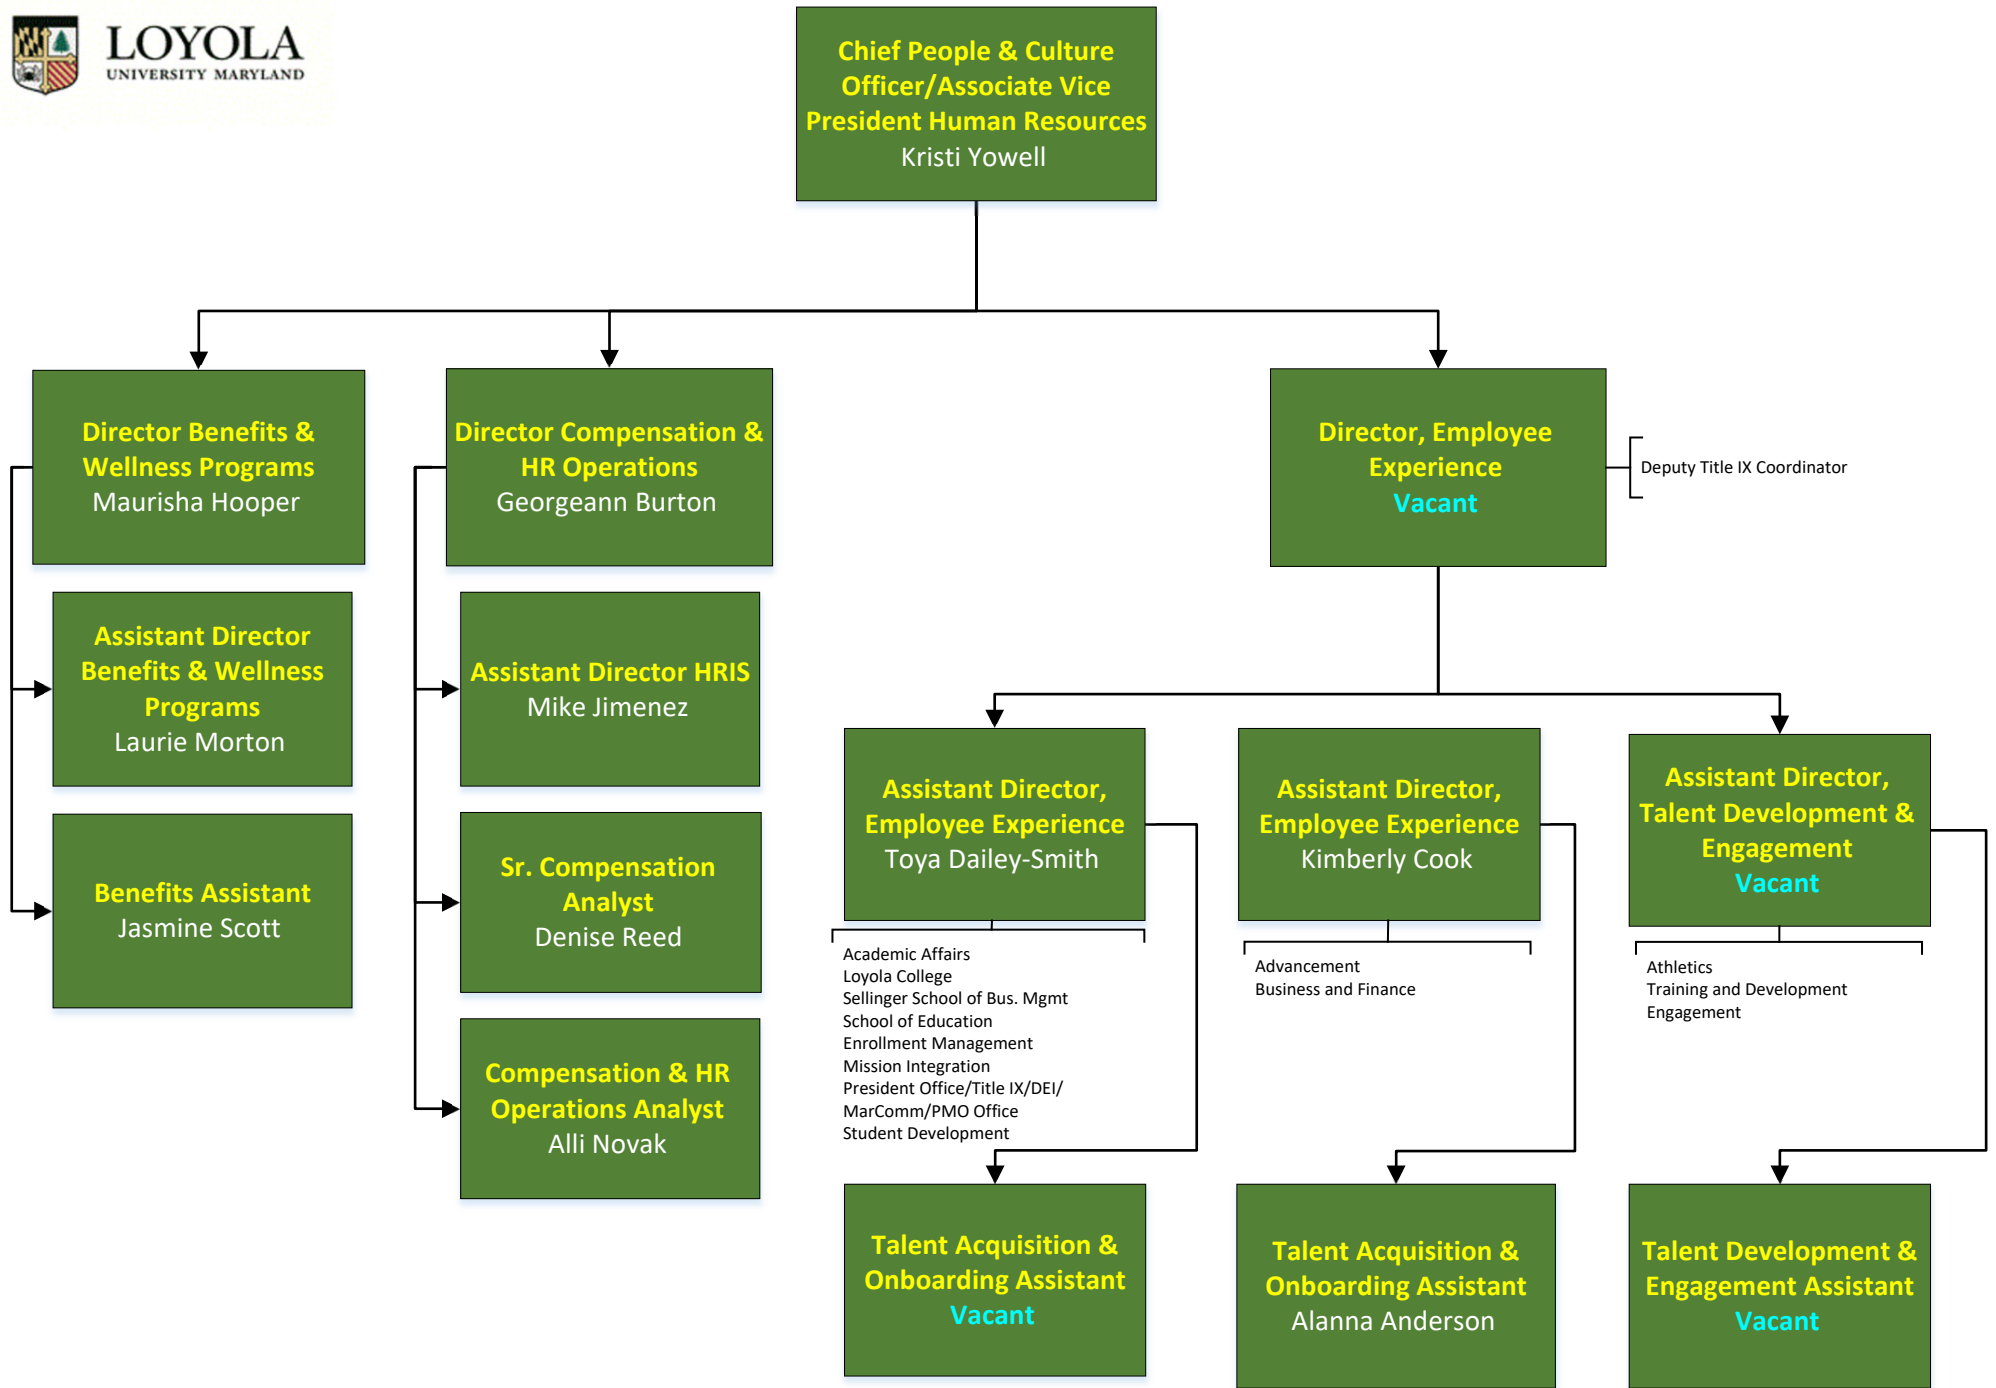 LOYOLA
UNIVERSITY MARYLAND
Chief People & Culture
Officer/Associate Vice
President Human Resources
Kristi Yowell
Director Benefits &
Wellness Programs
Maurisha Hooper
Director Compensation &
HR Operations
Georgeann Burton
Director, Employee
Experience
Vacant
Deputy Title IX Coordinator
Assistant Director
Benefits & Wellness
Programs
Laurie Morton
Assistant Director HRIS
Mike Jimenez
Benefits Assistant
Jasmine Scott
Sr. Compensation
Analyst
Denise Reed
Compensation & HR
Operations Analyst
Alli Novak
Assistant Director,
Employee Experience
Toya Dailey-Smith
Academic Affairs
Loyola College
Sellinger School of Bus. Mgmt
School of Education
Enrollment Management
Mission Integration
President Office/Title IX/DEI/
MarComm/PMO Office
Student Development
Assistant Director,
Employee Experience
Kimberly Cook
Advancement
Business and Finance
Assistant Director,
Talent Development &
Engagement
Vacant
Athletics
Training and Development
Engagement
Talent Acquisition &
Onboarding Assistant
Vacant
Talent Acquisition &
Onboarding Assistant
Alanna Anderson
Talent Development &
Engagement Assistant
Vacant